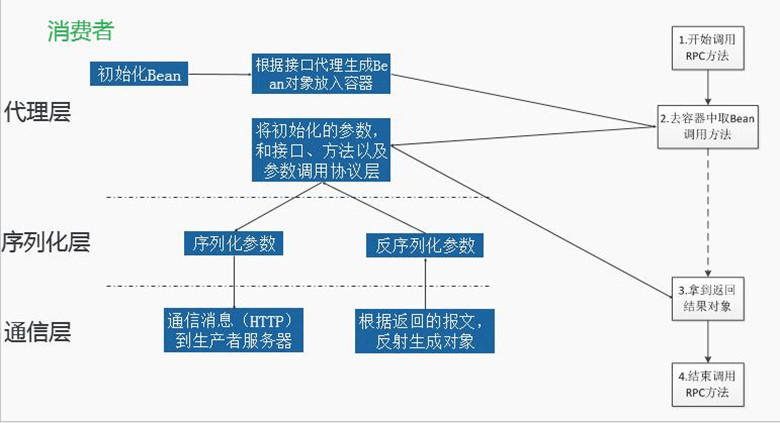 消费者
初始化Bean
根据接口代理生成Be
an对象放入容器
1.开始调用
RPC方法
代理层
2.去容器中取Bean
调用方法
将初始化的参数,
和接口、方法以及
参数调用协议层
序列化层
序列化参数
反序列化参数
3.拿到返回
结果对象
通信层
通信消息（HTTP）
到生产者服务器
根据返回的报文,
反射生成对象
4.结束调用
RPC方法